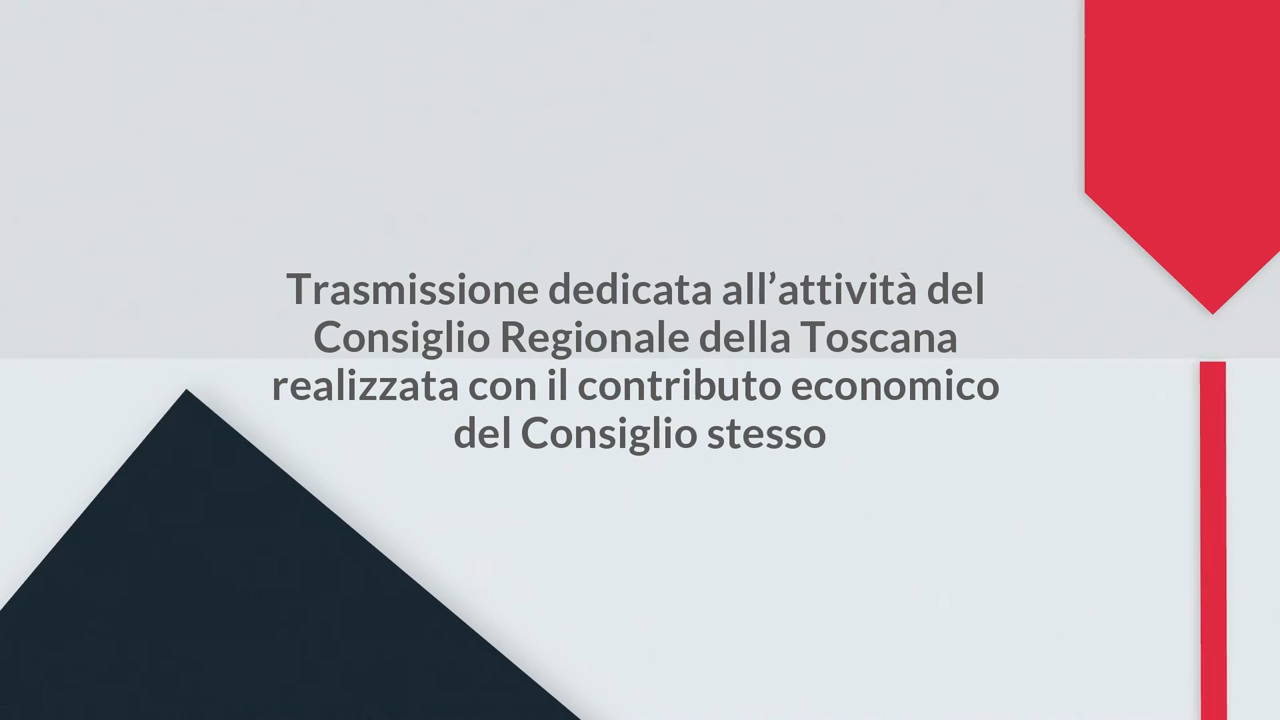 Trasmissione dedicata all’attività del
Consiglio Regionale della Toscana
realizzata con il contributo economico
del Consiglio stesso